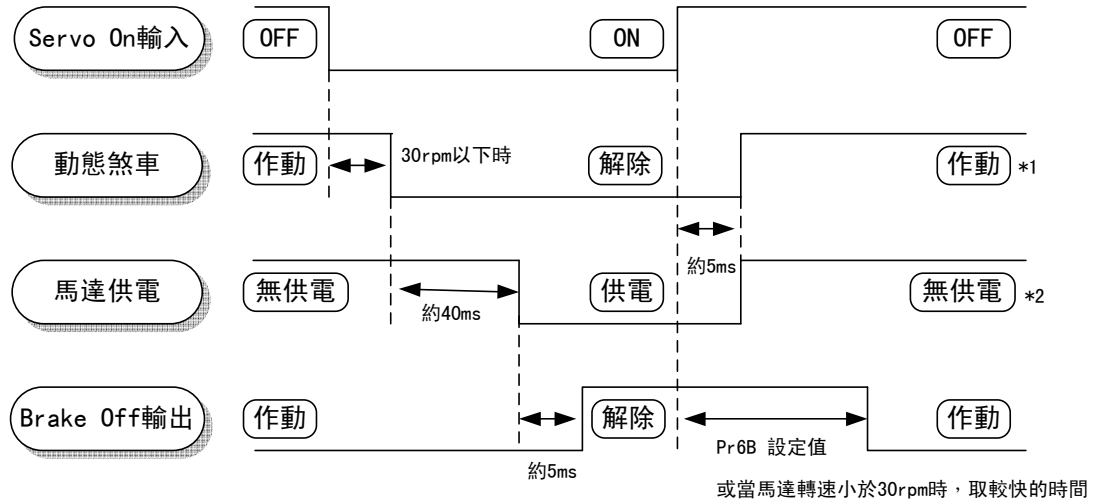 Servo On輸入
OFF
ON
OFF
動態煞車
作動
30rpm以下時
解除
作動
*1
馬達供電
無供電
約40ms
供電
約5ms
無供電
*2
Brake Off輸出
作動
約5ms
解除
Pr6B 設定值
作動
或當馬達轉速小於30rpm時，取較快的時間